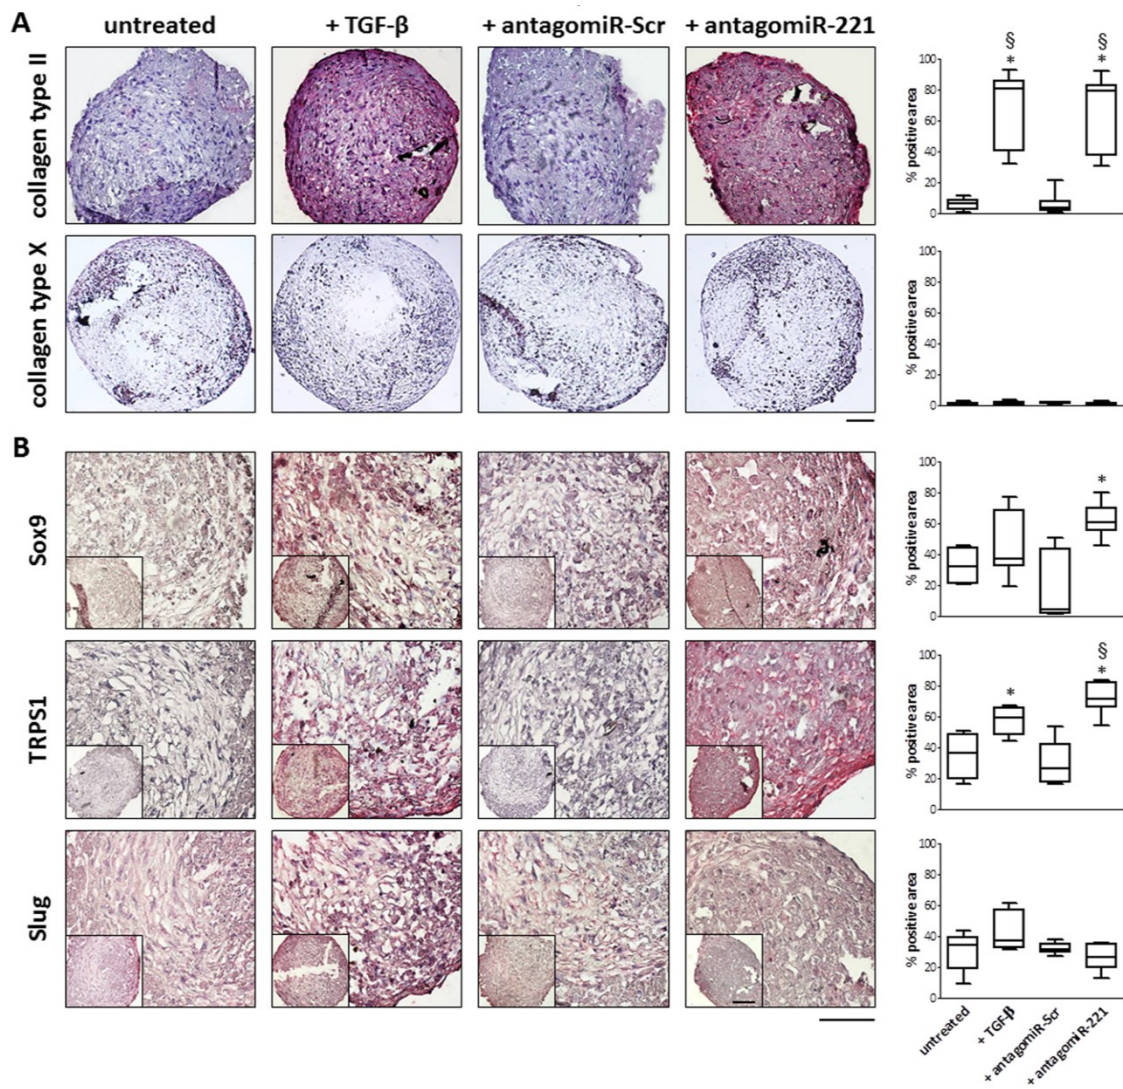 A
untreated
+ TGF-β
+ antagomiR-Scr
+ antagomiR-221
collagen type II
% positive area
100
80
60
40
20
0
§
*
§
*
collagen type X
% positive area
100
80
60
40
20
0
B
Sox9
% positive area
100
80
60
40
20
0
*
TRPS1
% positive area
100
80
60
40
20
0
*
§
*
Slug
% positive area
100
80
60
40
20
0
untreated
+ TGF-β
+ antagomiR-Scr
+ antagomiR-221